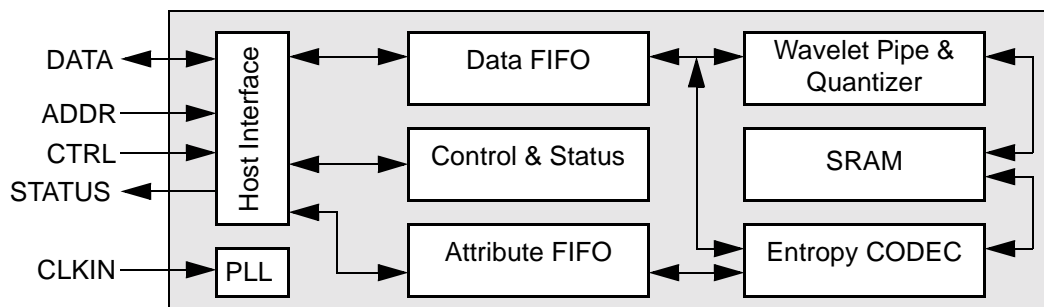 DATA
ADDR
CTRL
STATUS
CLKIN
Host Interface
PLL
Data FIFO
Control & Status
Attribute FIFO
Wavelet Pipe &
Quantizer
SRAM
Entropy CODEC